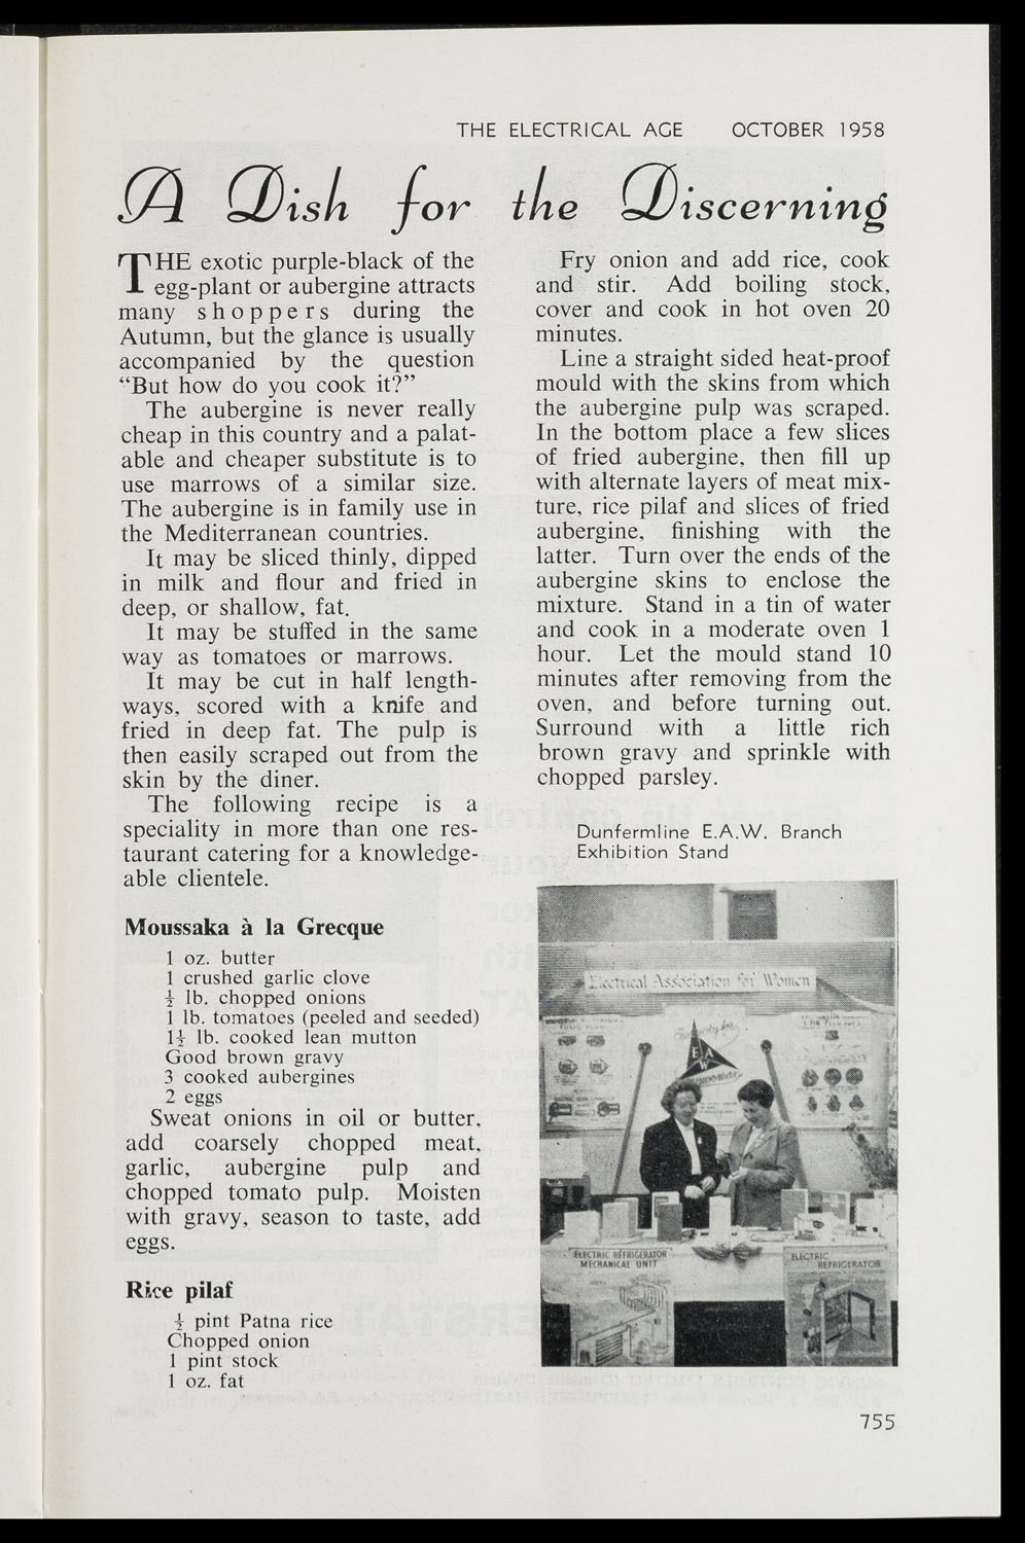 THE ELECTRICAL AGE OCTOBER 1958
A Dish for the Discerning
THE exotic purple-black of the
egg-plant or aubergine attracts
many shoppers during the
Autumn, but the glance is usually
accompanied by the question
“But how do you cook it?”
The aubergine is never really
cheap in this country and a palat-
able and cheaper substitute is to
use marrows of a similar size.
The aubergine is in family use in
the Mediterranean countries.
It may be sliced thinly, dipped
in milk and flour and fried in
deep, or shallow, fat.
It may be stuffed in the same
way as tomatoes or marrows.
It may be cut in half length-
ways, scored with a knife and
fried in deep fat. The pulp is
then easily scraped out from the
skin by the diner.
The following recipe is a
speciality in more than one res-
taurant catering for a knowledge-
able clientele.
Moussaka à la Grecque
1 oz. butter
1 crushed garlic clove
½ lb. chopped onions
1 lb. tomatoes (peeled and seeded)
1½ lb. cooked lean mutton
Good brown gravy
3 cooked aubergines
2 eggs
Sweat onions in oil or butter,
add coarsely chopped meat,
garlic, aubergine pulp and
chopped tomato pulp. Moisten
with gravy, season to taste, add
eggs.
Rice pilaf
½ pint Patna rice
Chopped onion
1 pint stock
1 oz. fat
Fry onion and add rice, cook
and stir. Add boiling stock,
cover and cook in hot oven 20
minutes.
Line a straight sided heat-proof
mould with the skins from which
the aubergine pulp was scraped.
In the bottom place a few slices
of fried aubergine, then fill up
with alternate layers of meat mix-
ture, rice pilaf and slices of fried
aubergine, finishing with the
latter. Turn over the ends of the
aubergine skins to enclose the
mixture. Stand in a tin of water
and cook in a moderate oven 1
hour. Let the mould stand 10
minutes after removing from the
oven, and before turning out.
Surround with a little rich
brown gravy and sprinkle with
chopped parsley.
Dunfermline E.A.W. Branch
Exhibition Stand
Electrical Association for Women
E A W
ELECTRIC REFRIGERATOR
MECHANICAL UNIT
ELECTRIC
REFRIGERATOR
755